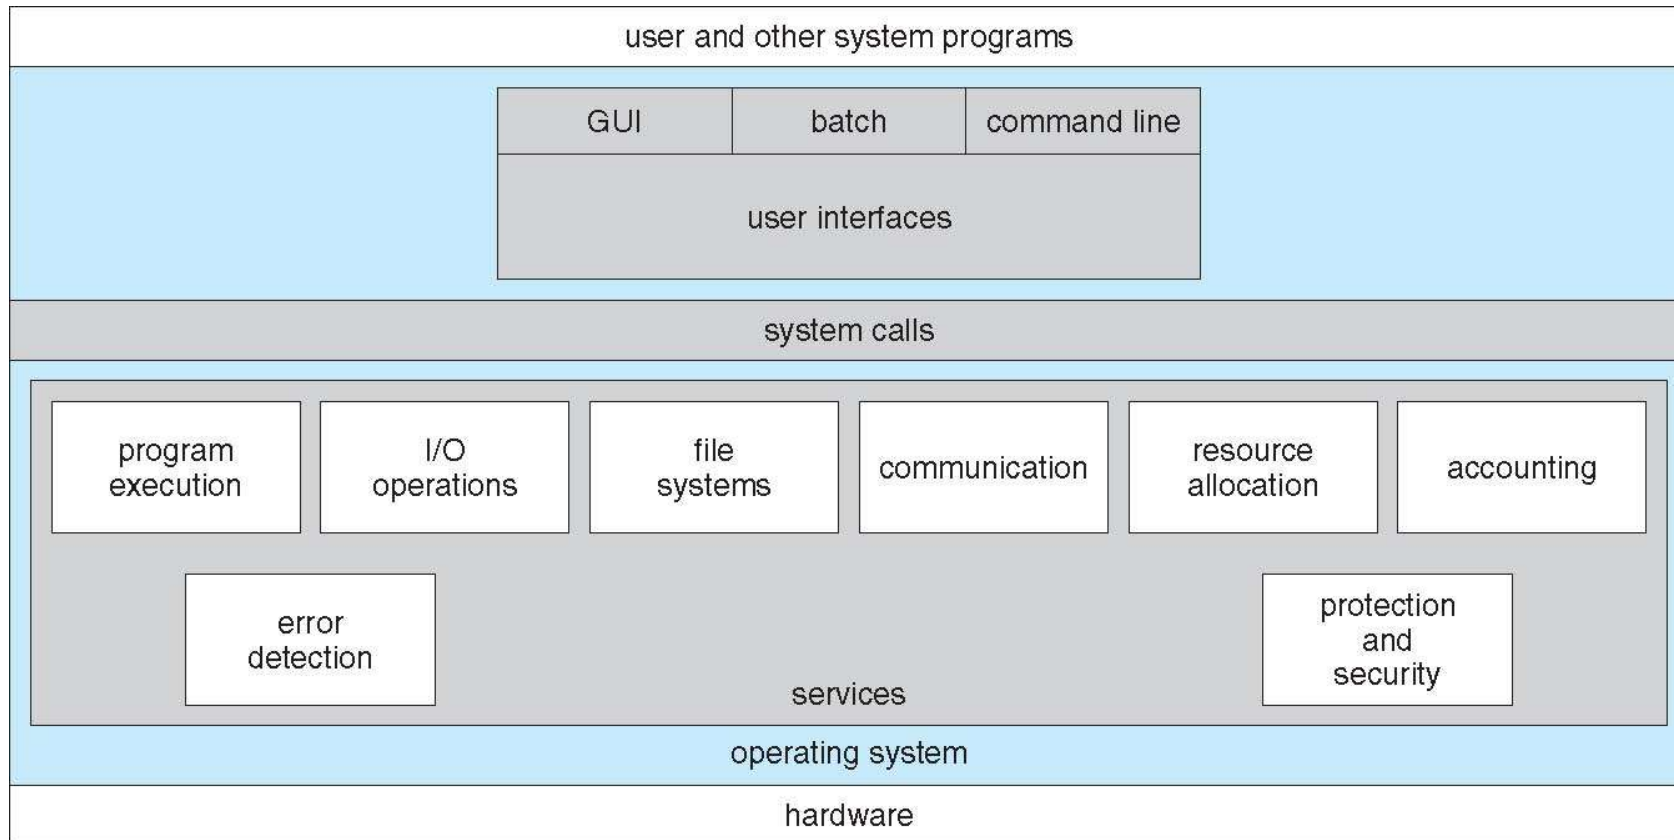 user and other system programs
GUI
batch
command line
user interfaces
system calls
program
execution
I/O
operations
file
systems
communication
resource
allocation
accounting
error
detection
protection
and
security
services
operating system
hardware